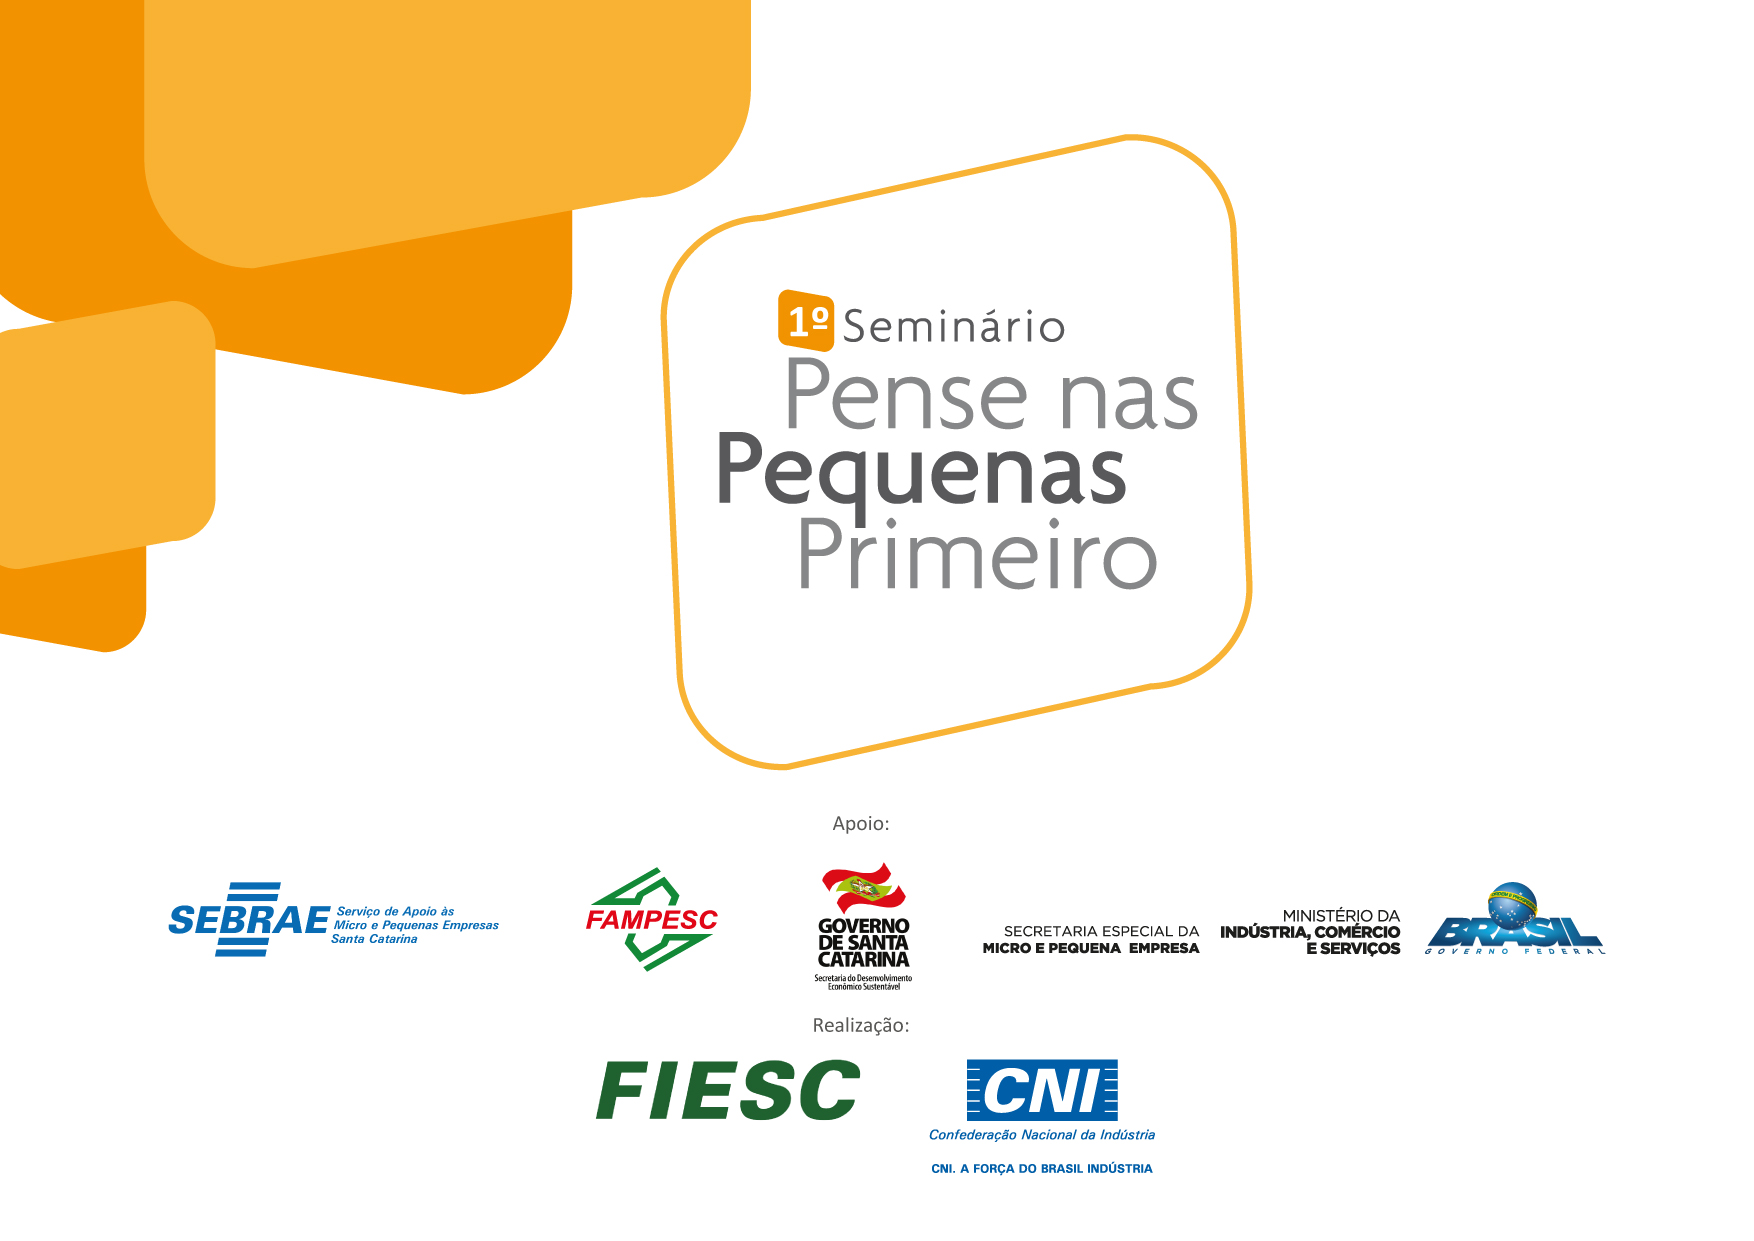 1º Seminário
Pense nas
Pequenas
Primeiro
Apoio:
SEBRAE
Serviço de Apoio às
Micro e Pequenas Empresas
Santa Catarina
FAMPESC
GOVERNO
DE SANTA
CATARINA
Secretaria do Desenvolvimento
Econômico Sustentável
SECRETARIA ESPECIAL DA
MICRO E PEQUENA EMPRESA
MINISTÉRIO DA
INDÚSTRIA, COMÉRCIO
E SERVIÇOS
BRASIL
GOVERNO FEDERAL
Realização:
FIESC
CNI
Confederação Nacional da Indústria
CNI. A FORÇA DO BRASIL INDÚSTRIA